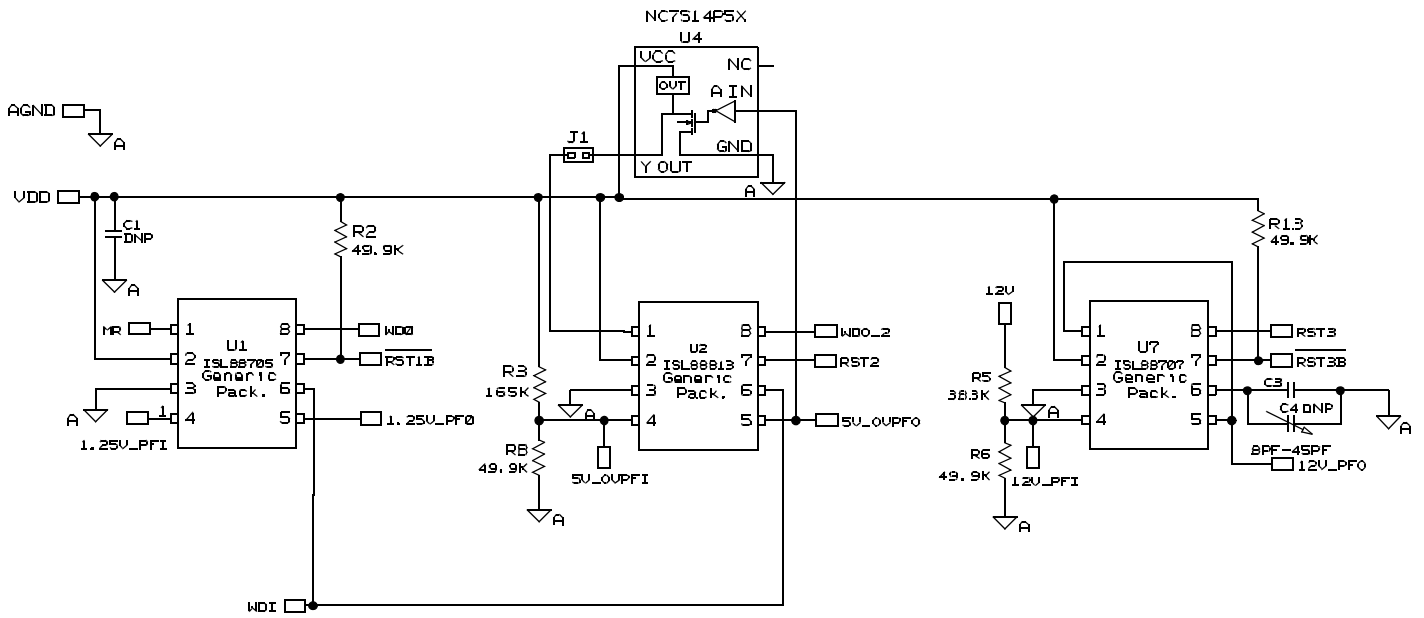 NC7S14P5X
U4
VCC
NC
OUT
A IN
GND
Y OUT
A
J1
AGND
A
VDD
C1
DNP
A
R2
49.9K
R13
49.9K
MR
1
2
3
4
U1
ISL88705
Generic
Pack.
8
7
6
5
WDO
RST1B
A
1
1.25V_PFI
1.25V_PFO
R3
165K
R8
49.9K
A
A
5V_OVPFI
1
2
3
4
U2
ISL88813
Generic
Pack.
8
7
6
5
WDO_2
RST2
5V_OVPFO
12V
R5
38.3K
R6
49.9K
A
A
12V_PFI
1
2
3
4
U7
ISL88707
Generic
Pack.
8
7
6
5
RST3
RST3B
C3
C4 DNP
8PF-45PF
A
12V_PFO
WDI